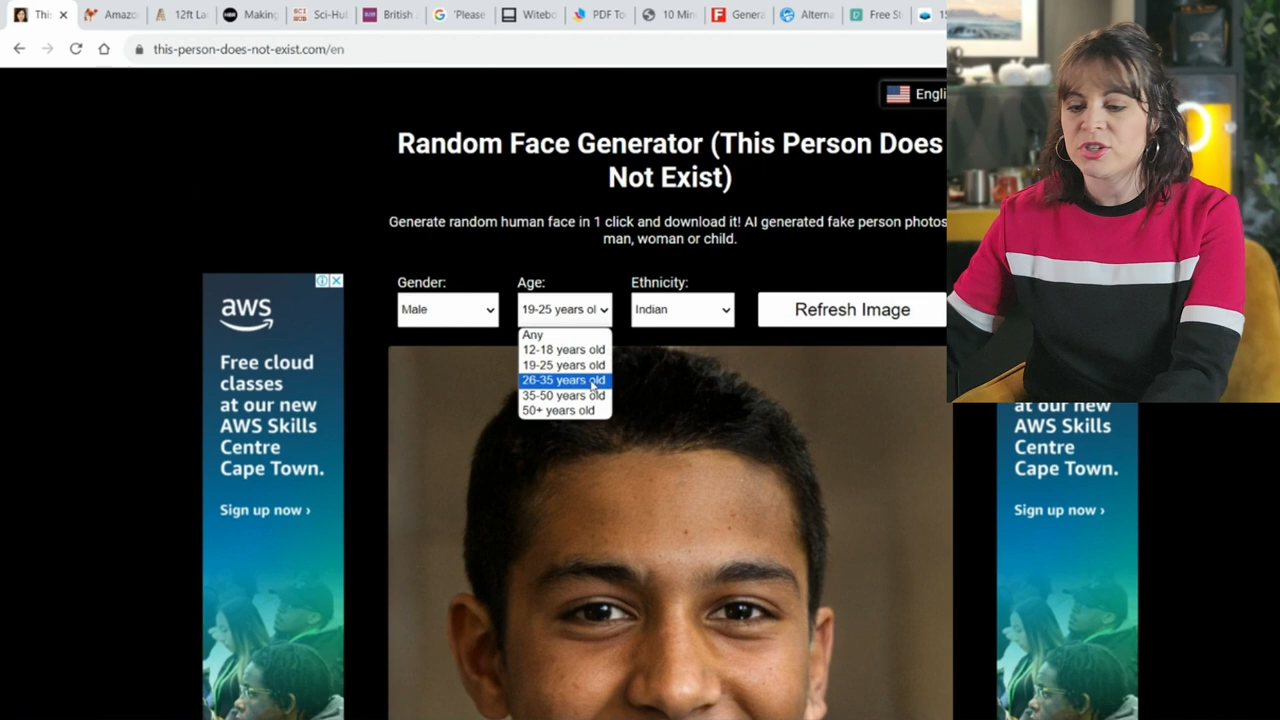 This
Amazo
12ft La
Making
Sci-Hu
British
"Please
Witebo
PDF To
10 Min
Genera
Alterna
Free St
this-person-does-not-exist.com/en
Engli
Random Face Generator (This Person Does
Not Exist)
Generate random human face in 1 click and download it! AI generated fake person photos
man, woman or child.
Gender:
Age:
Ethnicity:
Male
19-25 years ol
Indian
Refresh Image
Any
12-18 years old
19-25 years old
26-35 years old
35-50 years old
50+ years old
aws
Free cloud
classes
at our new
AWS Skills
Centre
Cape Town.
Sign up now ›
at our new
AWS Skills
Centre
Cape Town.
Sign up now ›